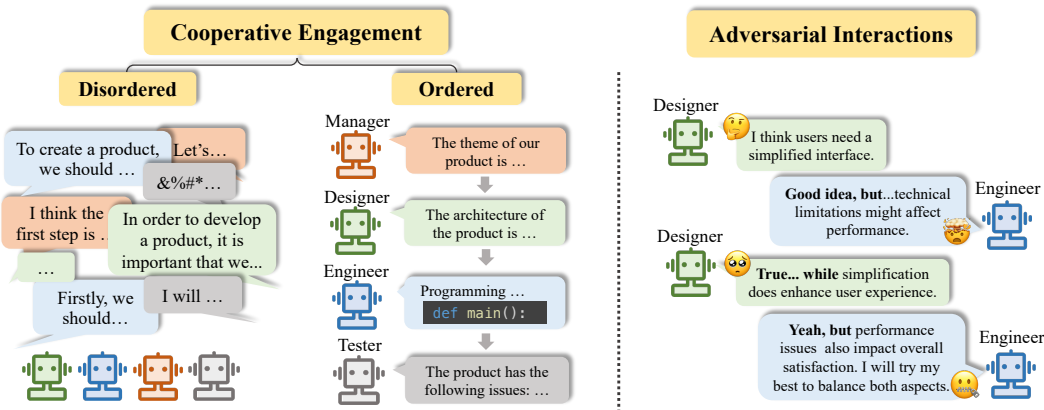 Cooperative Engagement
Disordered
Ordered
To create a product,
we should …
Let's…
&%#*…
I think the
first step is …
In order to develop
a product, it is
important that we...
…
Firstly, we
should…
I will …
Manager
The theme of our
product is …
Designer
The architecture of
the product is …
Engineer
Programming …
def main():
Tester
The product has the
following issues: …
Adversarial Interactions
Designer
I think users need a
simplified interface.
Engineer
Good idea, but...technical
limitations might affect
performance.
Designer
True... while simplification
does enhance user experience.
Engineer
Yeah, but performance
issues also impact overall
satisfaction. I will try my
best to balance both aspects.